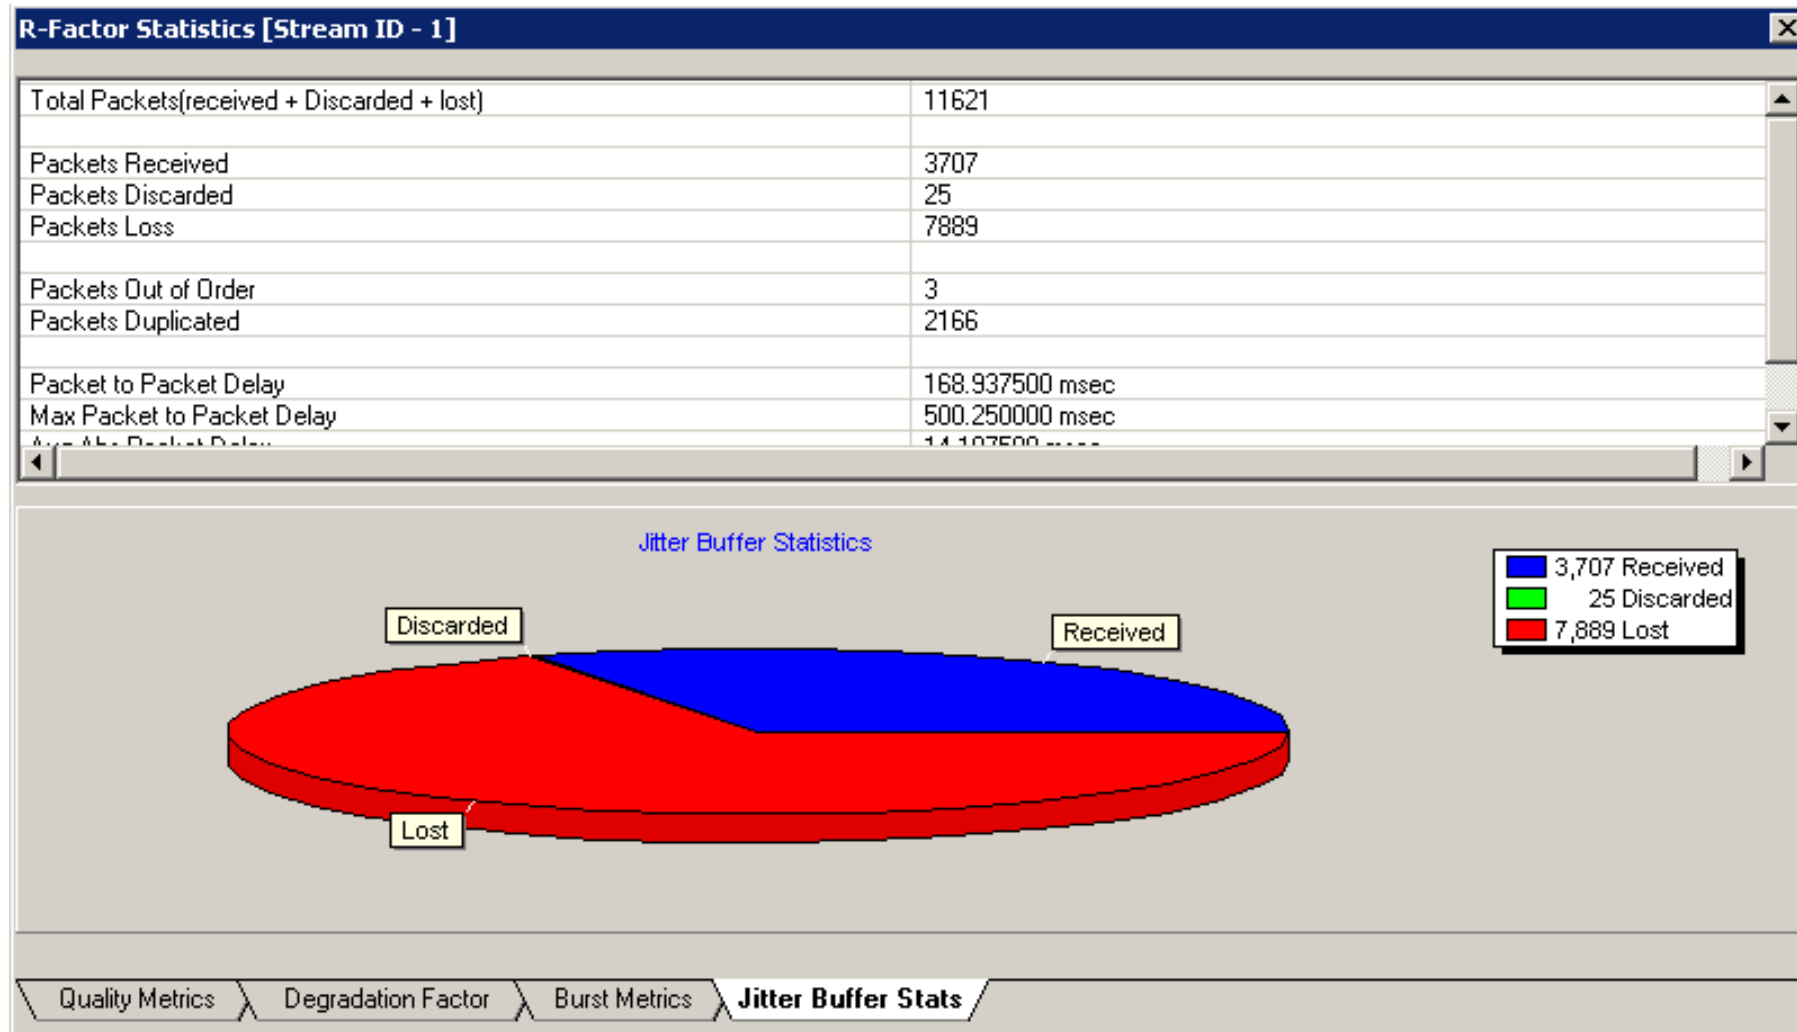 R-Factor Statistics [Stream ID - 1]
Total Packets(received + Discarded + lost) 11621
Packets Received 3707
Packets Discarded 25
Packets Loss 7889
Packets Out of Order 3
Packets Duplicated 2166
Packet to Packet Delay 168.937500 msec
Max Packet to Packet Delay 500.250000 msec
Jitter Buffer Statistics
3,707 Received
25 Discarded
7,889 Lost
Discarded
Received
Lost
Quality Metrics Degradation Factor Burst Metrics Jitter Buffer Stats